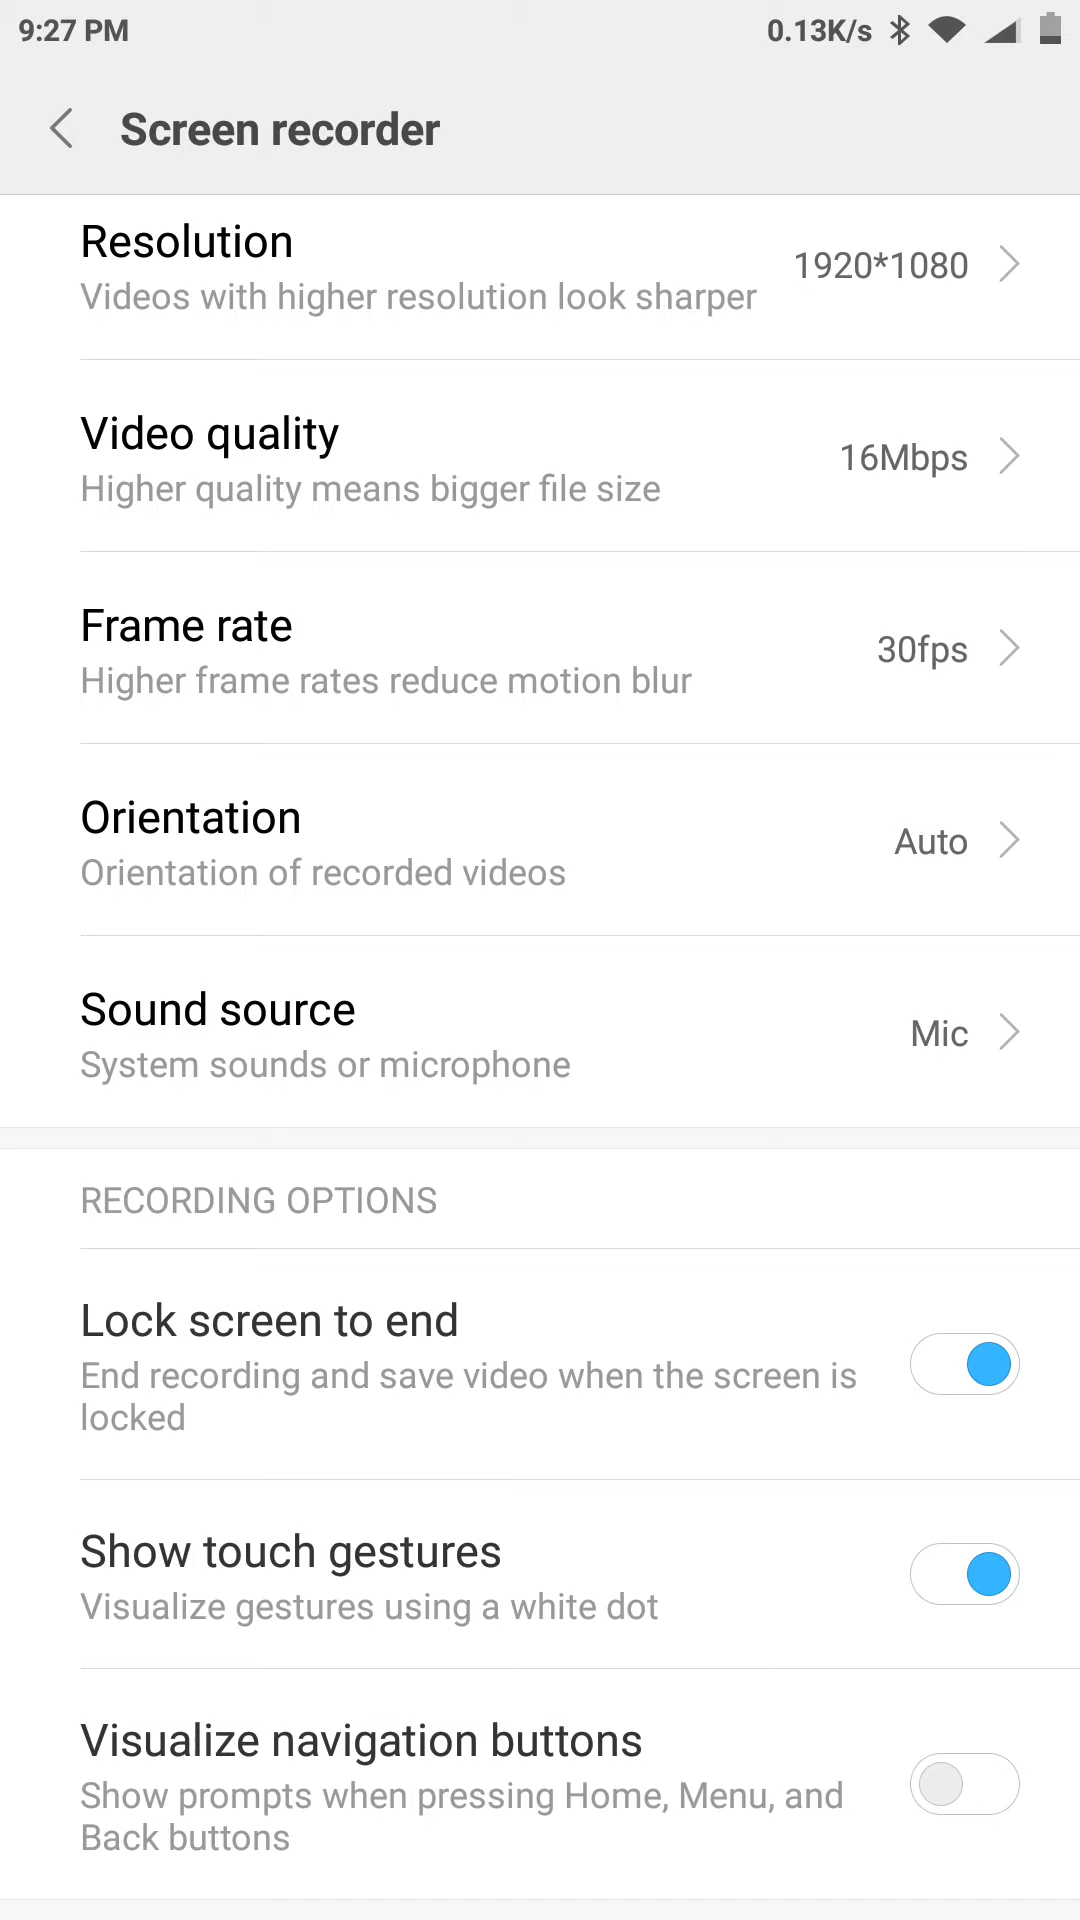 9:27 PM 0.13K/s
Screen recorder
Resolution
1920*1080
Videos with higher resolution look sharper
Video quality
16Mbps
Higher quality means bigger file size
Frame rate
30fps
Higher frame rates reduce motion blur
Orientation
Auto
Orientation of recorded videos
Sound source
Mic
System sounds or microphone
RECORDING OPTIONS
Lock screen to end
End recording and save video when the screen is
locked
Show touch gestures
Visualize gestures using a white dot
Visualize navigation buttons
Show prompts when pressing Home, Menu, and
Back buttons